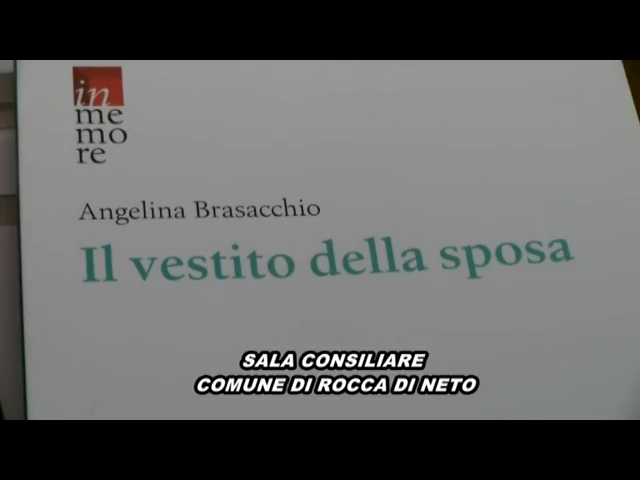 in
me
mo
re
Angelina Brasacchio
Il vestito della sposa
SALA CONSILIARE
COMUNE DI ROCCA DI NETO